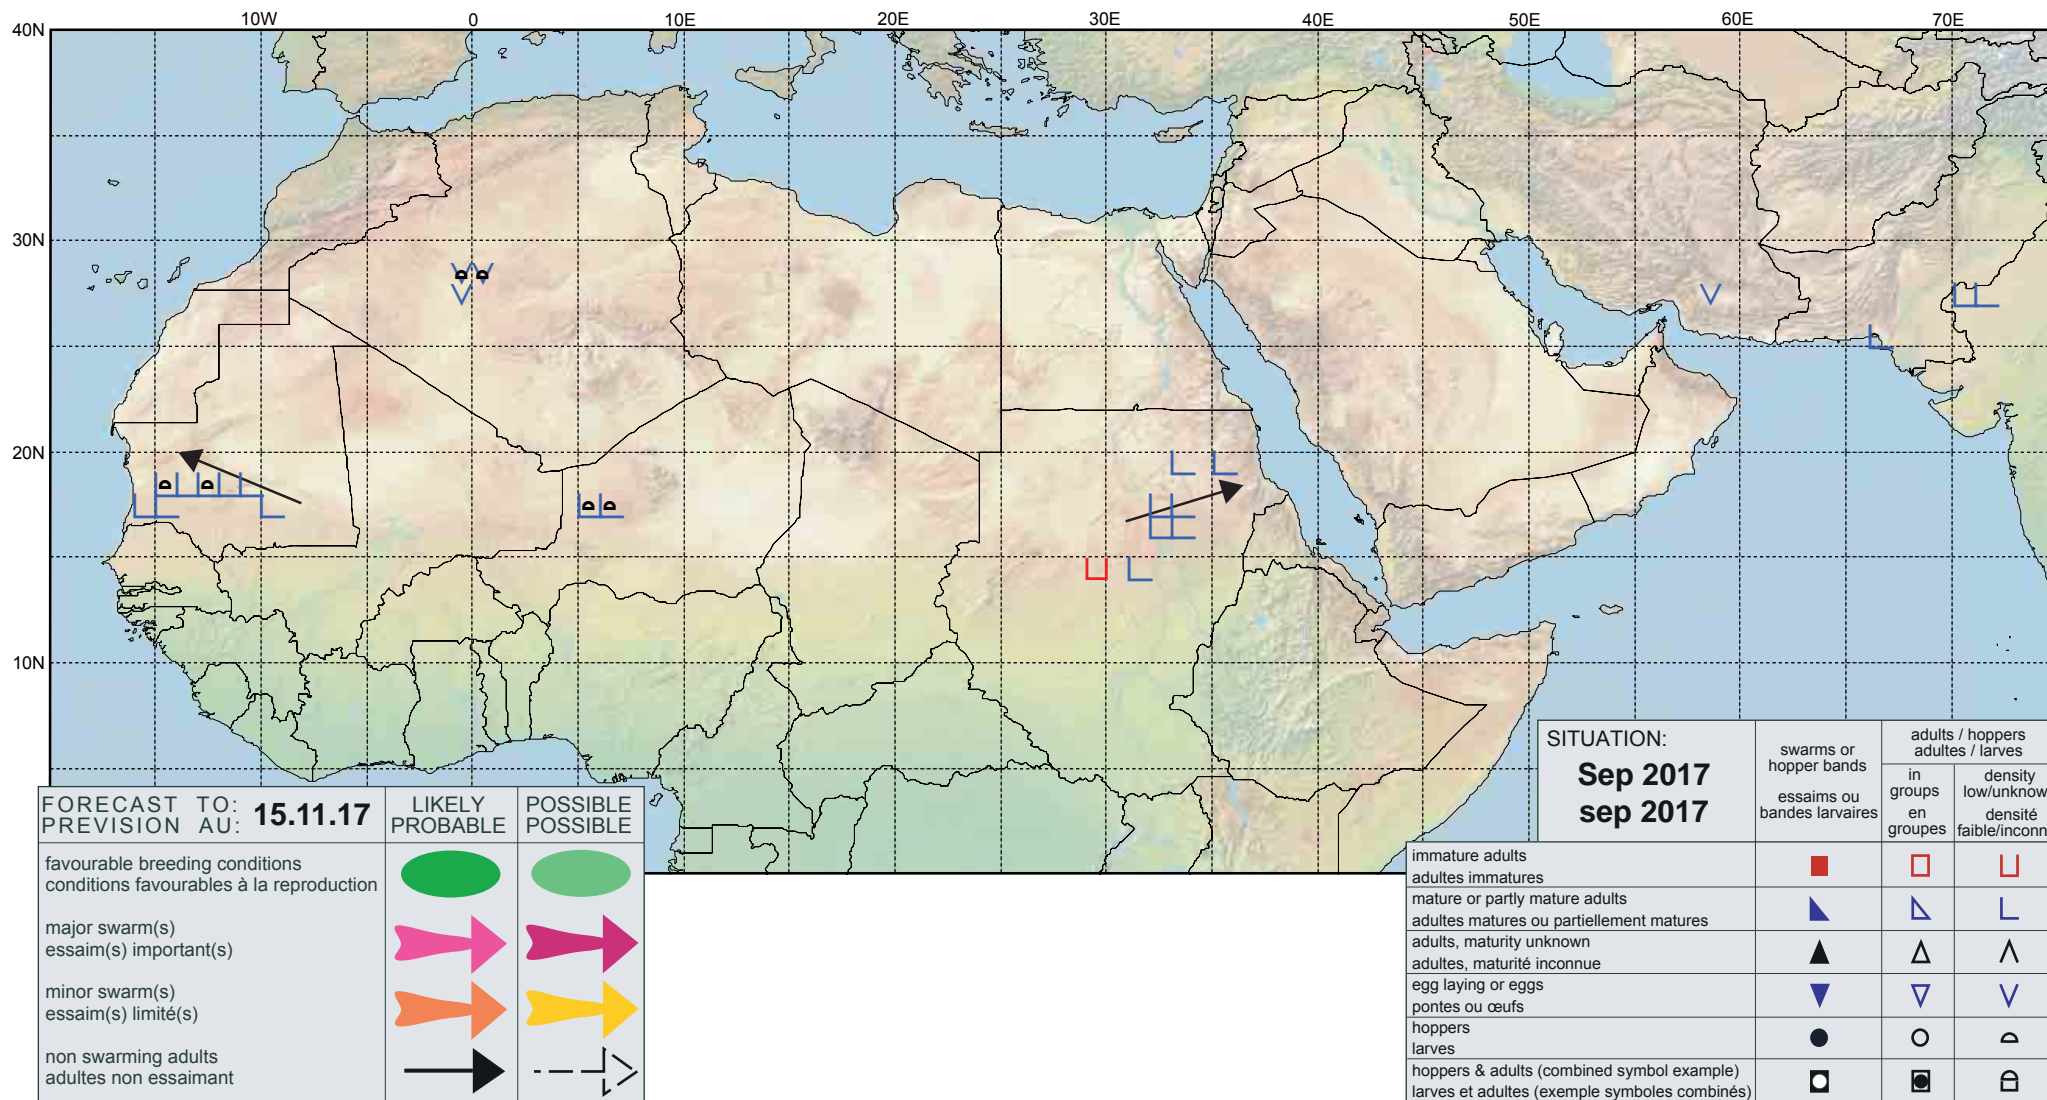 10W 0 10E 20E 30E 40E 50E 60E 70E
40N
30N
20N
10N
SITUATION:
Sep 2017
sep 2017
swarms or
hopper bands
essaims ou
bandes larvaires
adults / hoppers
adultes / larves
in
groups
en
groupes
density
low/unknow
densité
faible/inconn
FORECAST TO: 15.11.17
PREVISION AU:
LIKELY
PROBABLE
POSSIBLE
POSSIBLE
favourable breeding conditions
conditions favourables à la reproduction
major swarm(s)
essaim(s) important(s)
minor swarm(s)
essaim(s) limité(s)
non swarming adults
adultes non essaimant
immature adults
adultes immatures
mature or partly mature adults
adultes matures ou partiellement matures
adults, maturity unknown
adultes, maturité inconnue
egg laying or eggs
pontes ou œufs
hoppers
larves
hoppers & adults (combined symbol example)
larves et adultes (exemple symboles combinés)